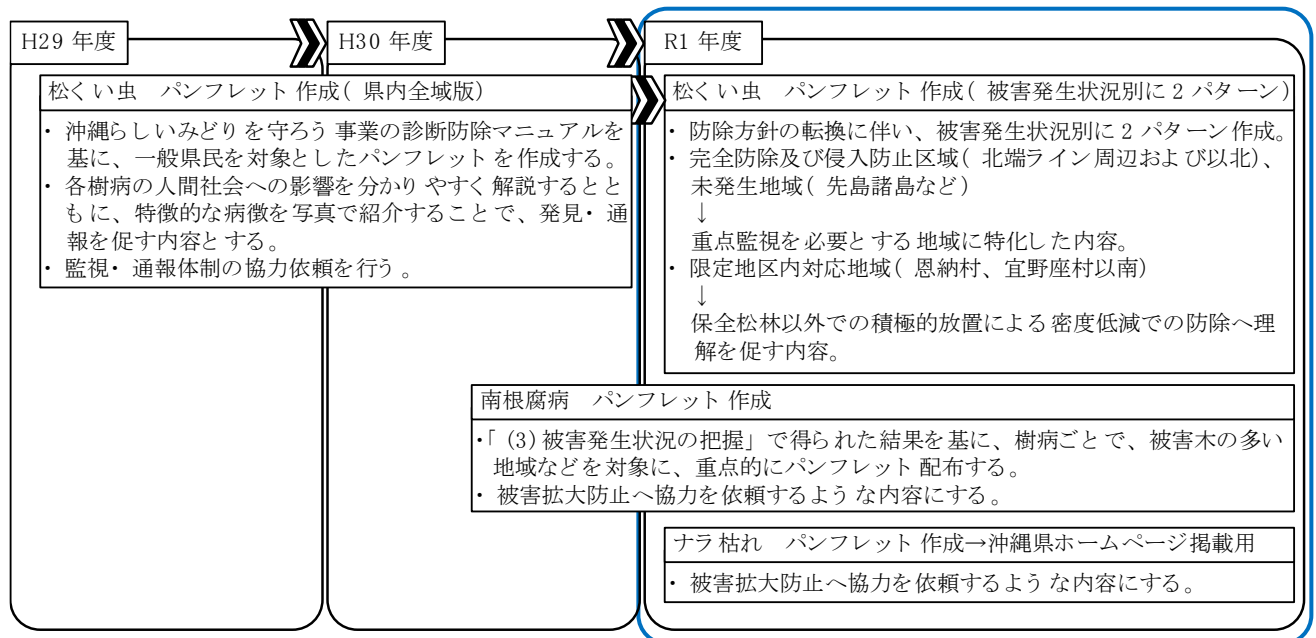 H29 年度
H30 年度
R1 年度
松くい虫　パンフレット作成(県内全域版)
・沖縄らしいみどりを守ろう事業の診断防除マニュアルを
基に、一般県民を対象としたパンフレットを作成する。
・各樹病の人間社会への影響を分かりやすく解説するとと
もに、特徴的な病徴を写真で紹介することで、発見・通
報を促す内容とする。
・監視・通報体制の協力依頼を行う。
松くい虫　パンフレット作成(被害発生状況別に2パターン)
・防除方針の転換に伴い、被害発生状況別に2パターン作成。
・完全防除及び侵入防止区域(北端ライン周辺および以北)、
未発生地域(先島諸島など)
↓
重点監視を必要とする地域に特化した内容。
・限定地区内対応地域(恩納村、宜野座村以南)
↓
保全松林以外での積極的放置による密度低減での防除へ理
解を促す内容。
南根腐病　パンフレット作成
・「(3)被害発生状況の把握」で得られた結果を基に、樹病ごとで、被害木の多い
地域などを対象に、重点的にパンフレット配布する。
・被害拡大防止へ協力を依頼するような内容にする。
ナラ枯れ　パンフレット作成→沖縄県ホームページ掲載用
・被害拡大防止へ協力を依頼するような内容にする。